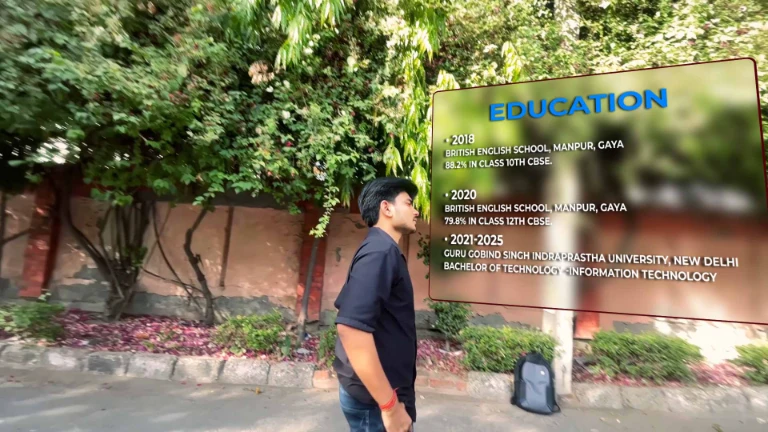 EDUCATION
• 2018
BRITISH ENGLISH SCHOOL, MANPUR, GAYA
88.2% IN CLASS 10TH CBSE.
• 2020
BRITISH ENGLISH SCHOOL, MANPUR, GAYA
79.8% IN CLASS 12TH CBSE.
• 2021-2025
GURU GOBIND SINGH INDRAPRASTHA UNIVERSITY, NEW DELHI
BACHELOR OF TECHNOLOGY -INFORMATION TECHNOLOGY